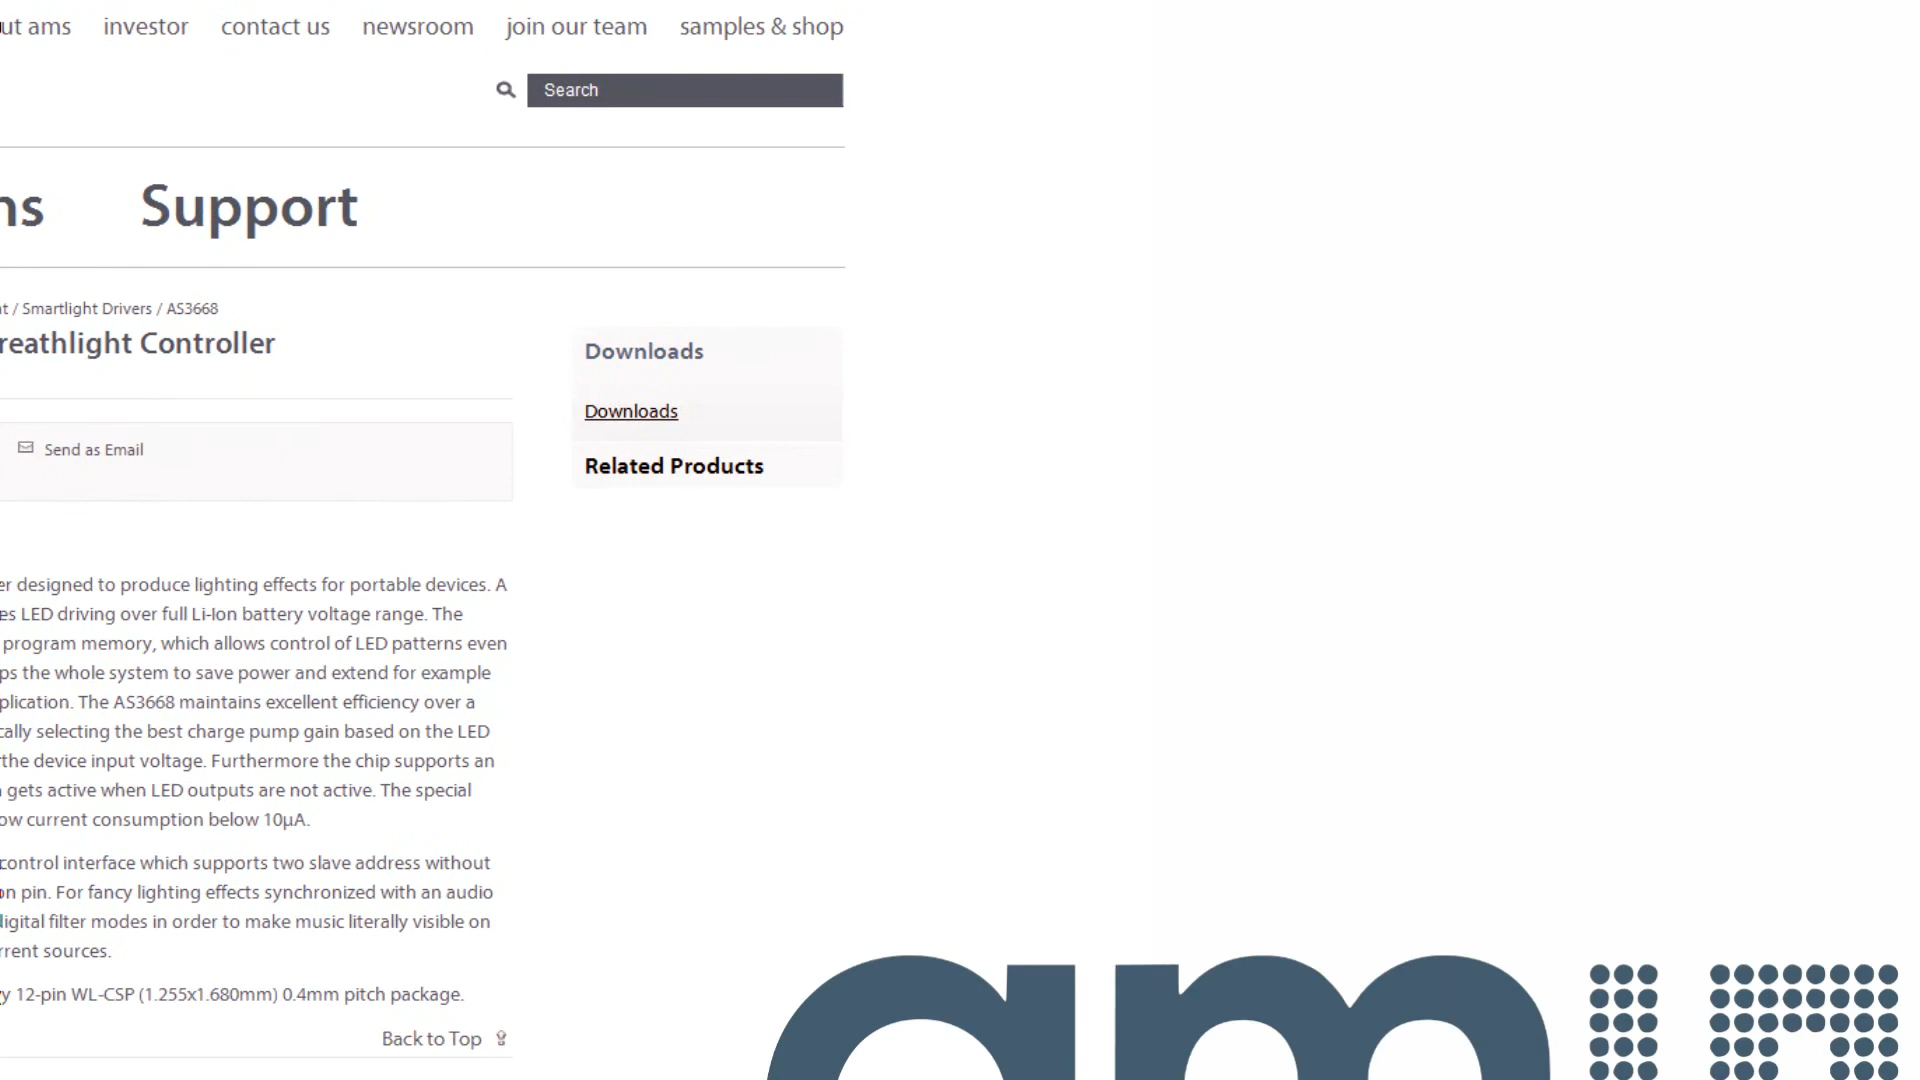 ut ams investor contact us newsroom join our team samples & shop
Search
ns Support
t / Smartlight Drivers / AS3668
reathlight Controller
Downloads
Downloads
Send as Email
Related Products
er designed to produce lighting effects for portable devices. A
es LED driving over full Li-Ion battery voltage range. The
program memory, which allows control of LED patterns even
ps the whole system to save power and extend for example
plication. The AS3668 maintains excellent efficiency over a
cally selecting the best charge pump gain based on the LED
the device input voltage. Furthermore the chip supports an
gets active when LED outputs are not active. The special
ow current consumption below 10µA.
control interface which supports two slave address without
on pin. For fancy lighting effects synchronized with an audio
digital filter modes in order to make music literally visible on
rrent sources.
y 12-pin WL-CSP (1.255x1.680mm) 0.4mm pitch package.
Back to Top
am